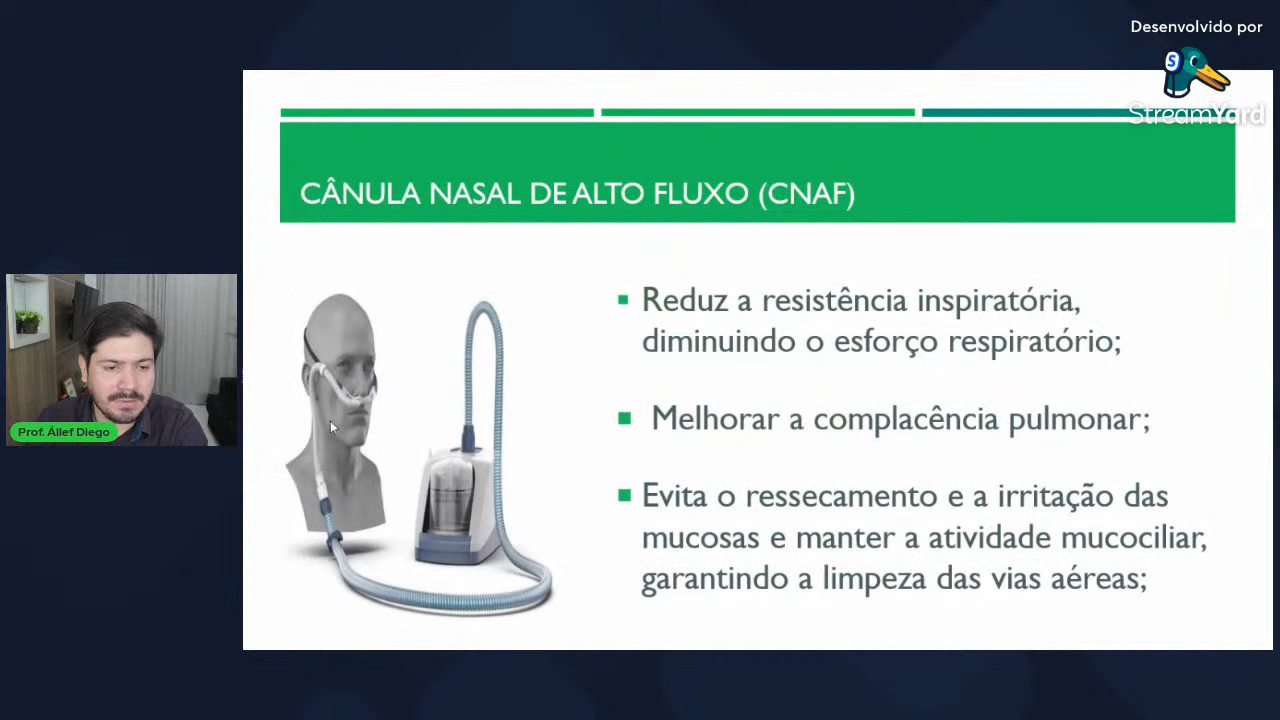 Desenvolvido por
S
StreamYard
CÂNULA NASAL DE ALTO FLUXO (CNAF)
Reduz a resistência inspiratória,
diminuindo o esforço respiratório;
Melhorar a complacência pulmonar;
Evita o ressecamento e a irritação das
mucosas e manter a atividade mucociliar,
garantindo a limpeza das vias aéreas;
Prof. Állef Diego